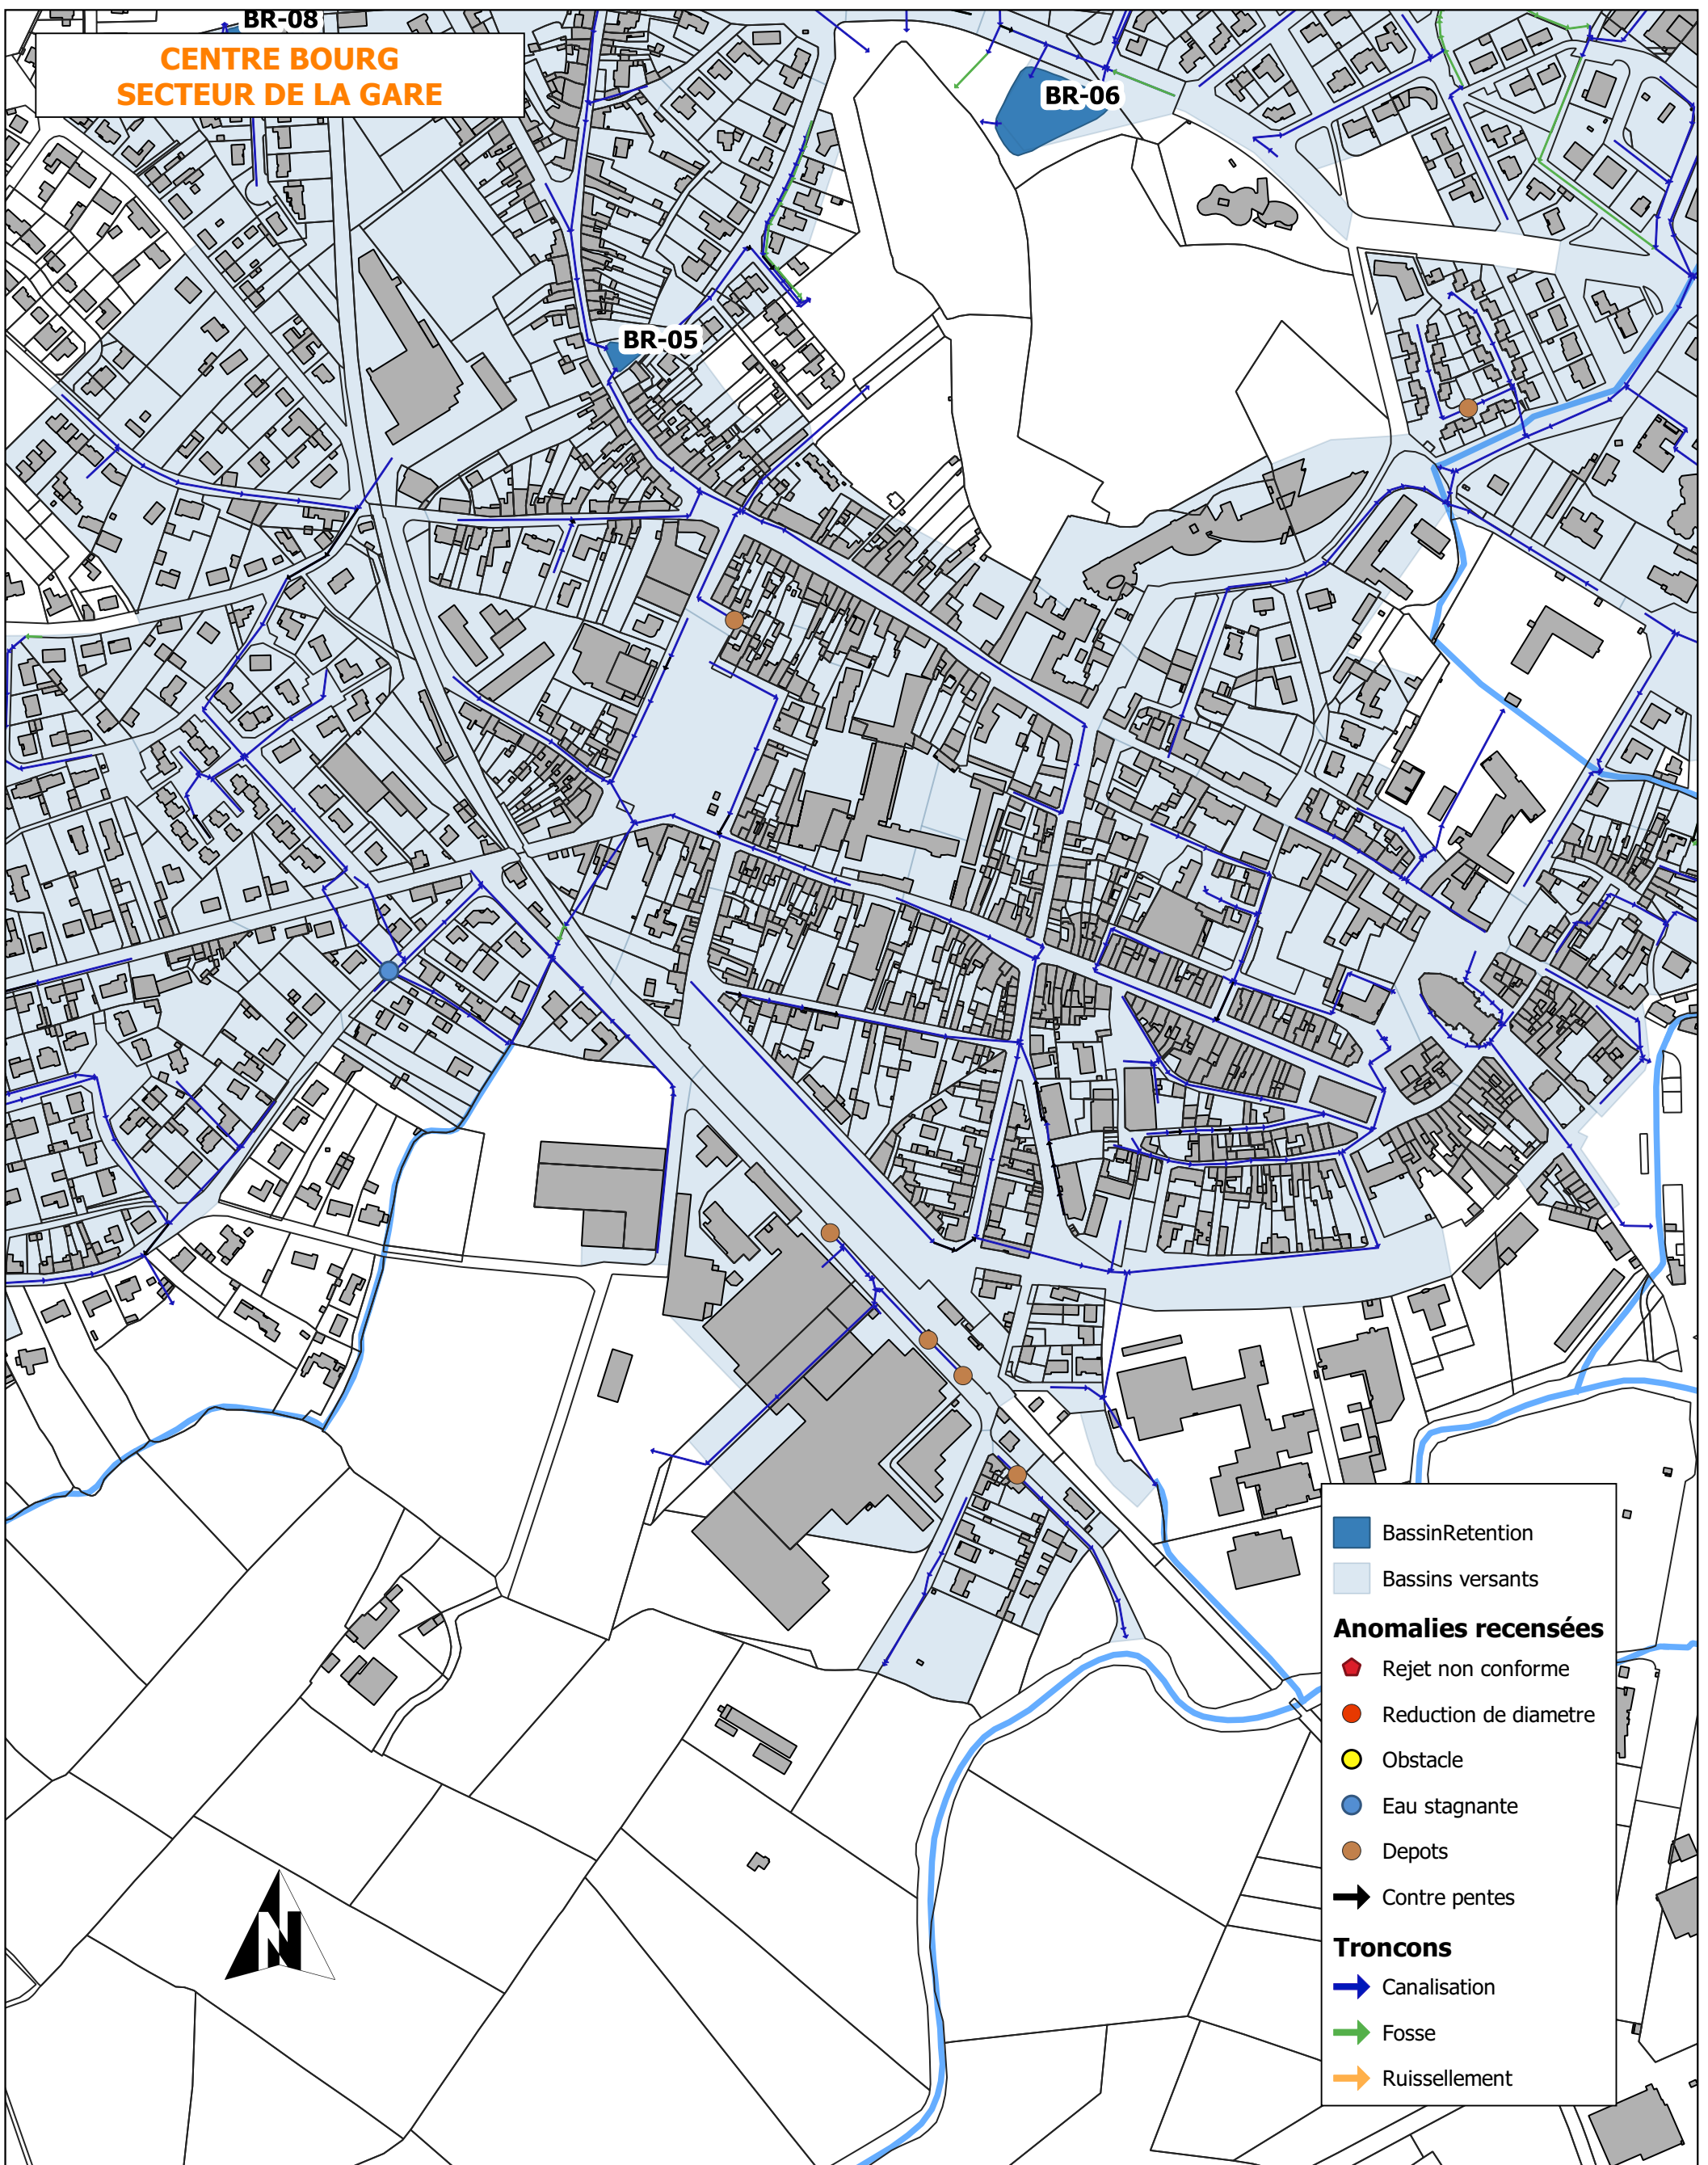 BR-08
CENTRE BOURG
SECTEUR DE LA GARE
BR-06
BR-05
BassinRetention
Bassins versants
Anomalies recensées
Rejet non conforme
Reduction de diametre
Obstacle
Eau stagnante
Depots
Contre pentes
Troncons
Canalisation
Fosse
Ruissellement
N